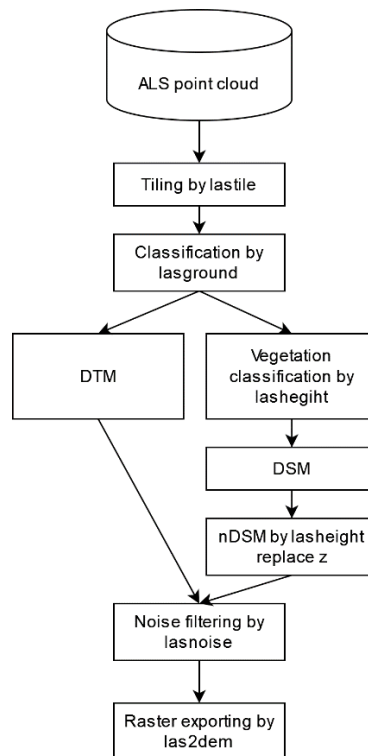 ALS point cloud
Tiling by lastile
Classification by
lasground
DTM
Vegetation
classification by
lashegiht
DSM
nDSM by lasheight
replace z
Noise filtering by
lasnoise
Raster exporting by
las2dem